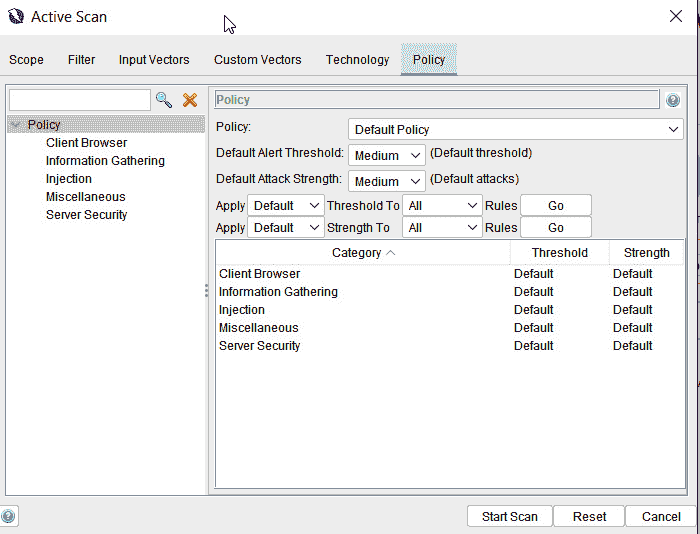 Active Scan
Scope Filter Input Vectors Custom Vectors Technology Policy
Policy
Client Browser
Information Gathering
Injection
Miscellaneous
Server Security
Policy
Policy: Default Policy
Default Alert Threshold: Medium (Default threshold)
Default Attack Strength: Medium (Default attacks)
Apply Default Threshold To All Rules Go
Apply Default Strength To All Rules Go
Category Threshold Strength
Client Browser Default Default
Information Gathering Default Default
Injection Default Default
Miscellaneous Default Default
Server Security Default Default
Start Scan Reset Cancel